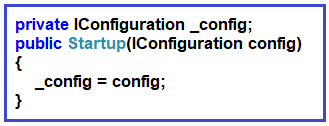 private IConfiguration _config;
public Startup(IConfiguration config)
{
_config = config;
}